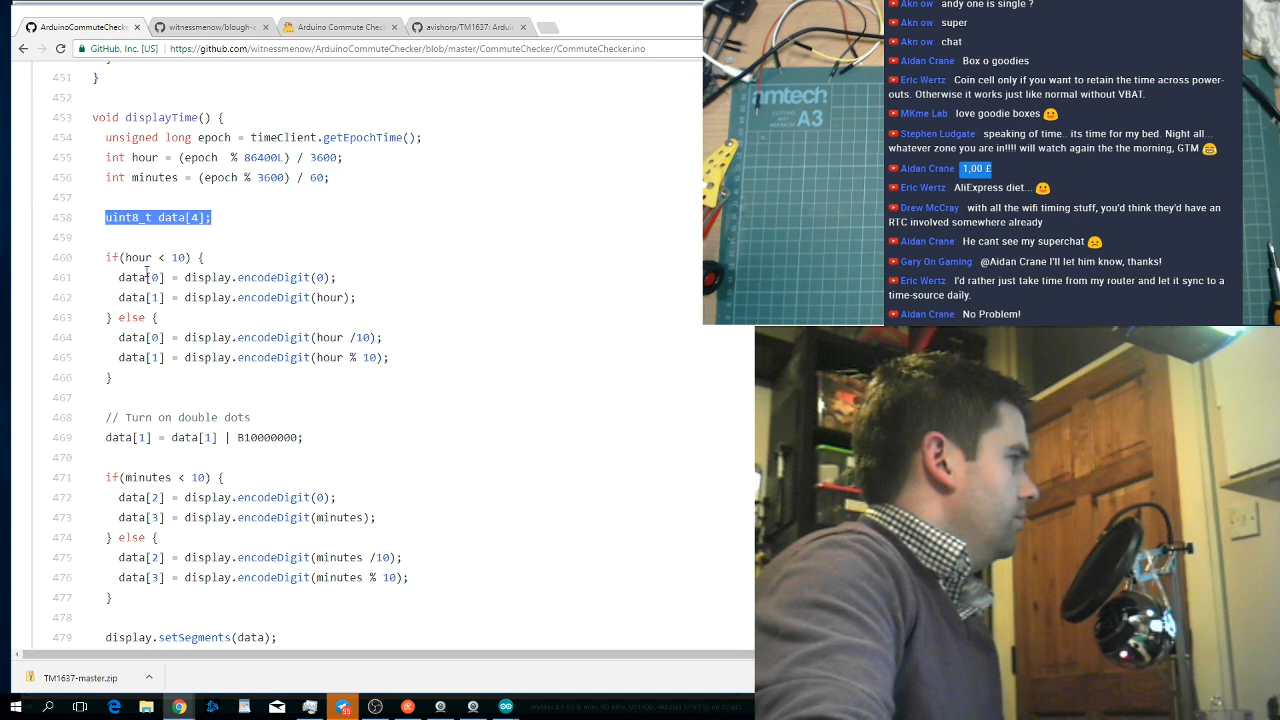 ArduinoCommuteChecker/
witnessmenow/rough-
Arduino Commute Check
avishorp/TM1637: Arduin
GitHub, Inc. [US]
https://github.com/witnessmenow/ArduinoCommuteChecker/blob/master/CommuteChecker/CommuteChecker.ino
451 }
452
453 void displayTime() {
454 unsigned long epoch = timeClient.getEpochTime();
455 int hour = (epoch % 86400L) / 3600;
456 int minutes = (epoch % 3600) / 60;
457
458 uint8_t data[4];
459
460 if(hour < 10) {
461 data[0] = display.encodeDigit(0);
462 data[1] = display.encodeDigit(hour);
463 } else {
464 data[0] = display.encodeDigit(hour /10);
465 data[1] = display.encodeDigit(hour % 10);
466 }
467
468 // Turn on double dots
469 data[1] = data[1] | B10000000;
470
471 if(minutes < 10) {
472 data[2] = display.encodeDigit(0);
473 data[3] = display.encodeDigit(minutes);
474 } else {
475 data[2] = display.encodeDigit(minutes /10);
476 data[3] = display.encodeDigit(minutes % 10);
477 }
478
479 display.setSegments(data);
TM1637-master.zip
amtech
A3
Akn ow andy one is single ?
Akn ow super
Akn ow chat
Aidan Crane Box o goodies
Eric Wertz Coin cell only if you want to retain the time across power-
outs. Otherwise it works just like normal without VBAT.
MKme Lab love goodie boxes
Stephen Ludgate speaking of time.. its time for my bed. Night all...
whatever zone you are in!!!! will watch again the the morning, GTM
Aidan Crane 1,00 £
Eric Wertz AliExpress diet...
Drew McCray with all the wifi timing stuff, you'd think they'd have an
RTC involved somewhere already
Aidan Crane He cant see my superchat
Gary On Gaming @Aidan Crane I'll let him know, thanks!
Eric Wertz I'd rather just take time from my router and let it sync to a
time-source daily.
Aidan Crane No Problem!